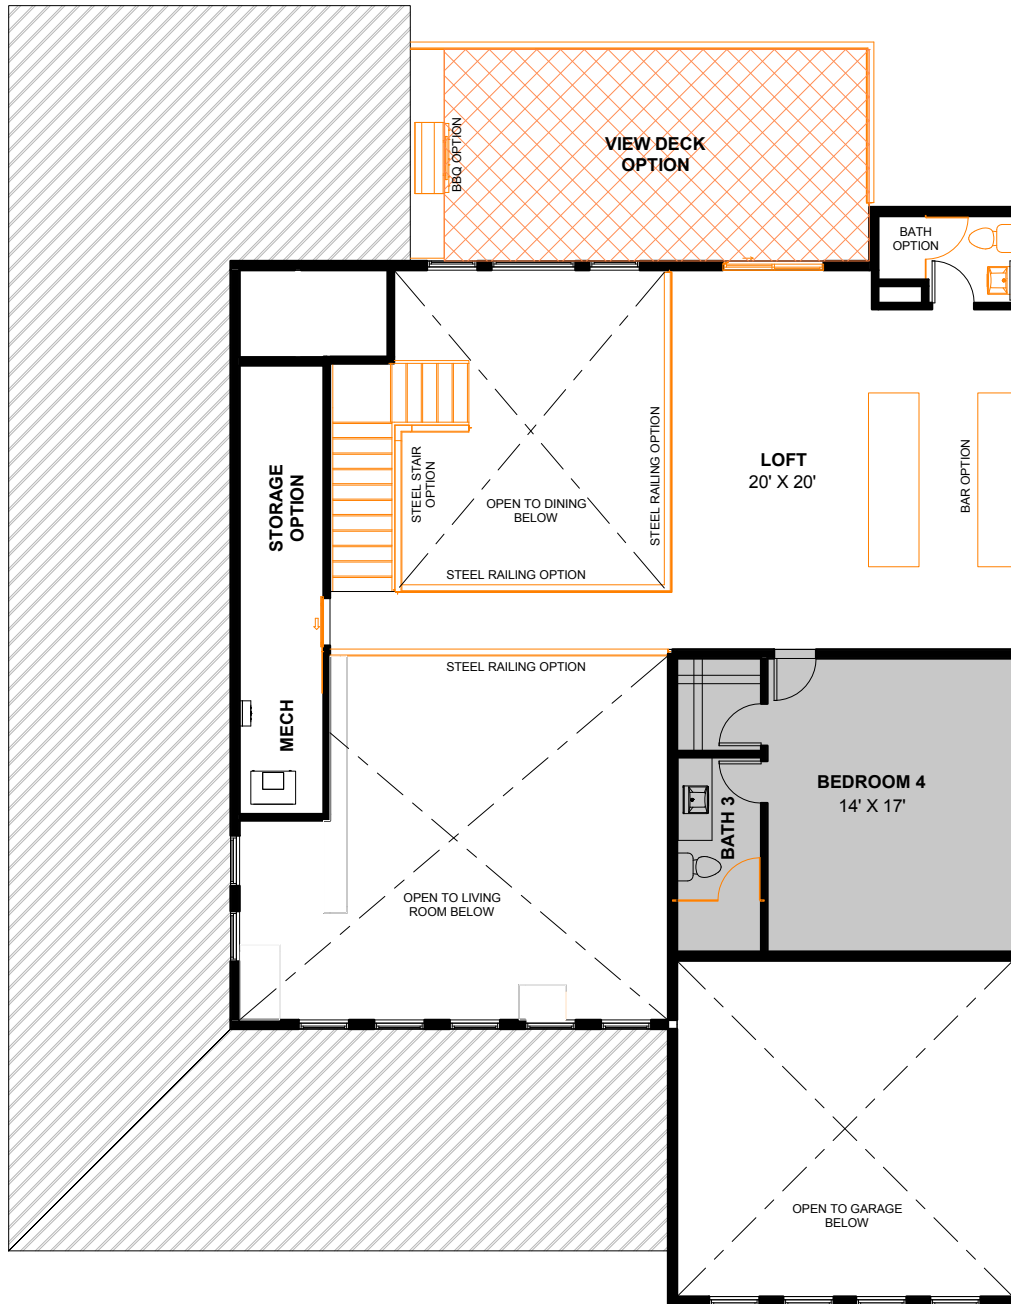 VIEW DECK
OPTION
BBQ OPTION
BATH
OPTION
STORAGE
OPTION
STEEL STAIR
OPTION
OPEN TO DINING
BELOW
STEEL RAILING OPTION
LOFT
20' X 20'
BAR OPTION
STEEL RAILING OPTION
STEEL RAILING OPTION
MECH
BEDROOM 4
14' X 17'
BATH 3
OPEN TO LIVING
ROOM BELOW
OPEN TO GARAGE
BELOW